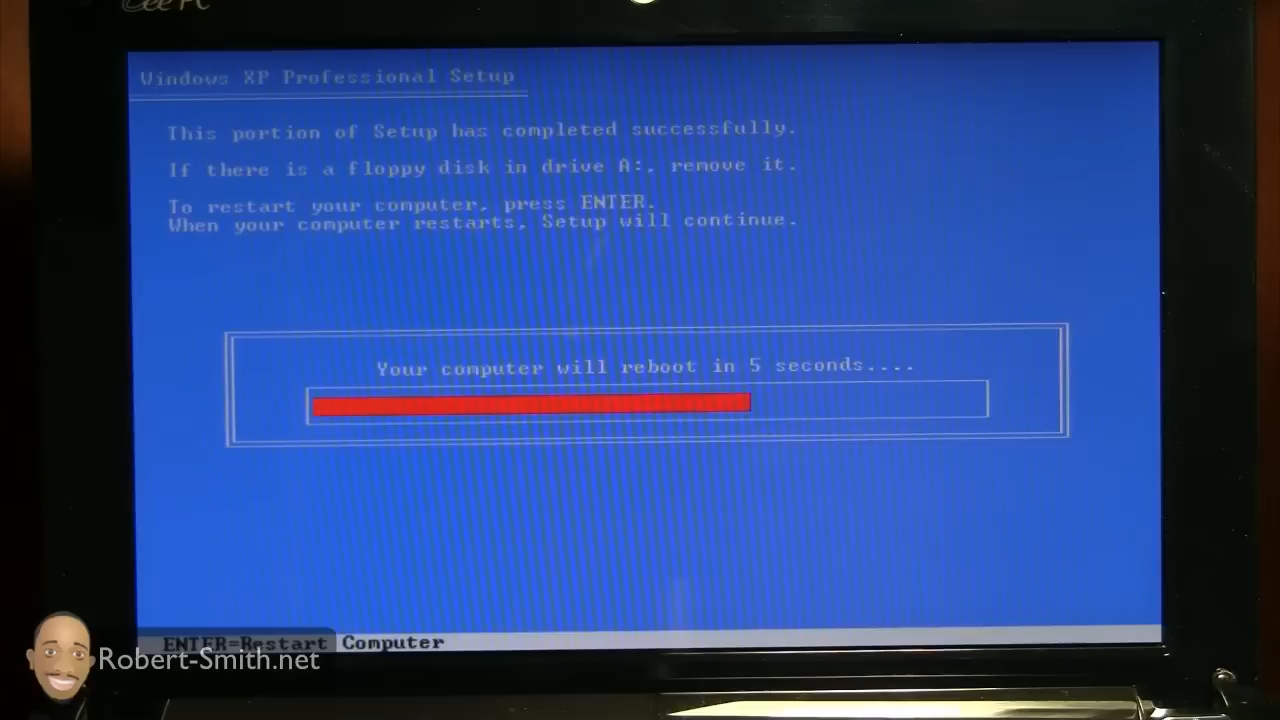 Eee PC
Windows XP Professional Setup
This portion of Setup has completed successfully.
If there is a floppy disk in drive A:, remove it.
To restart your computer, press ENTER.
When your computer restarts, Setup will continue.
Your computer will reboot in 5 seconds....
ENTER=Restart Computer
Robert-Smith.net